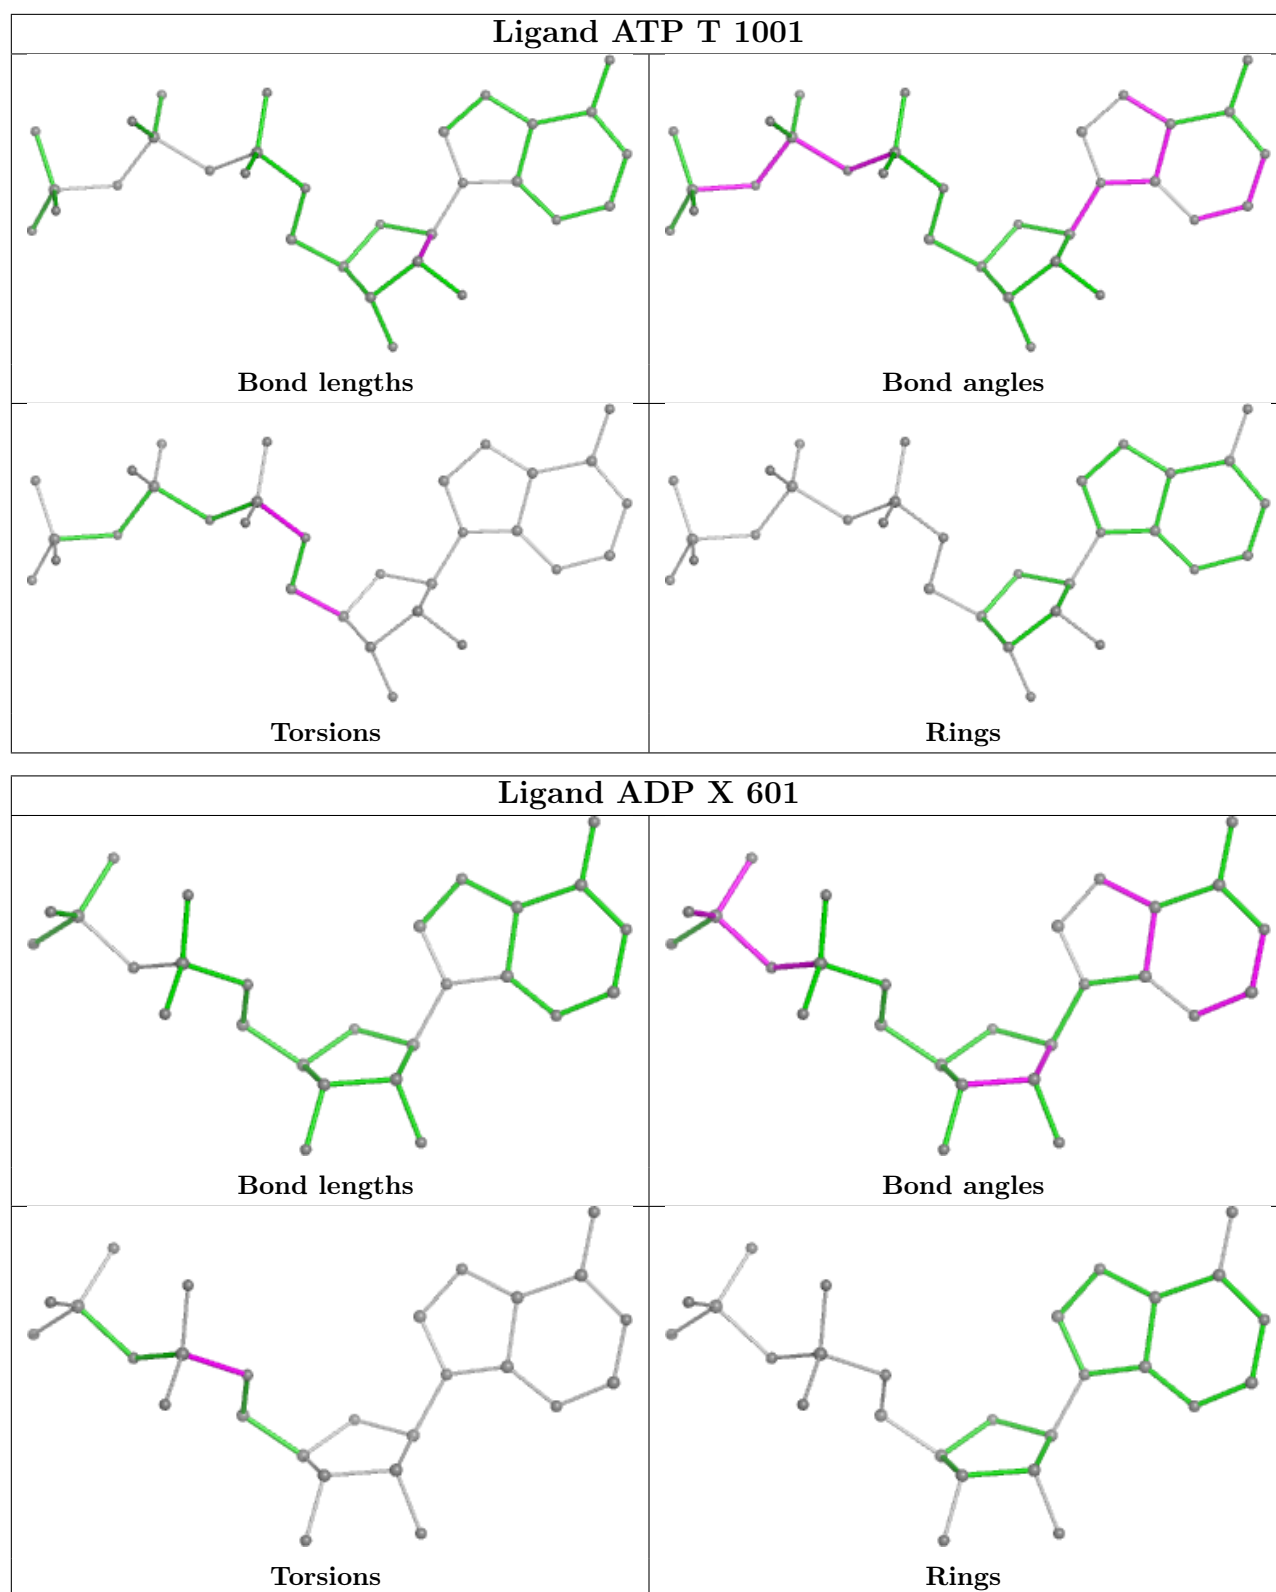 Ligand ATP T 1001
Bond lengths
Bond angles
Torsions
Rings
Ligand ADP X 601
Bond lengths
Bond angles
Torsions
Rings